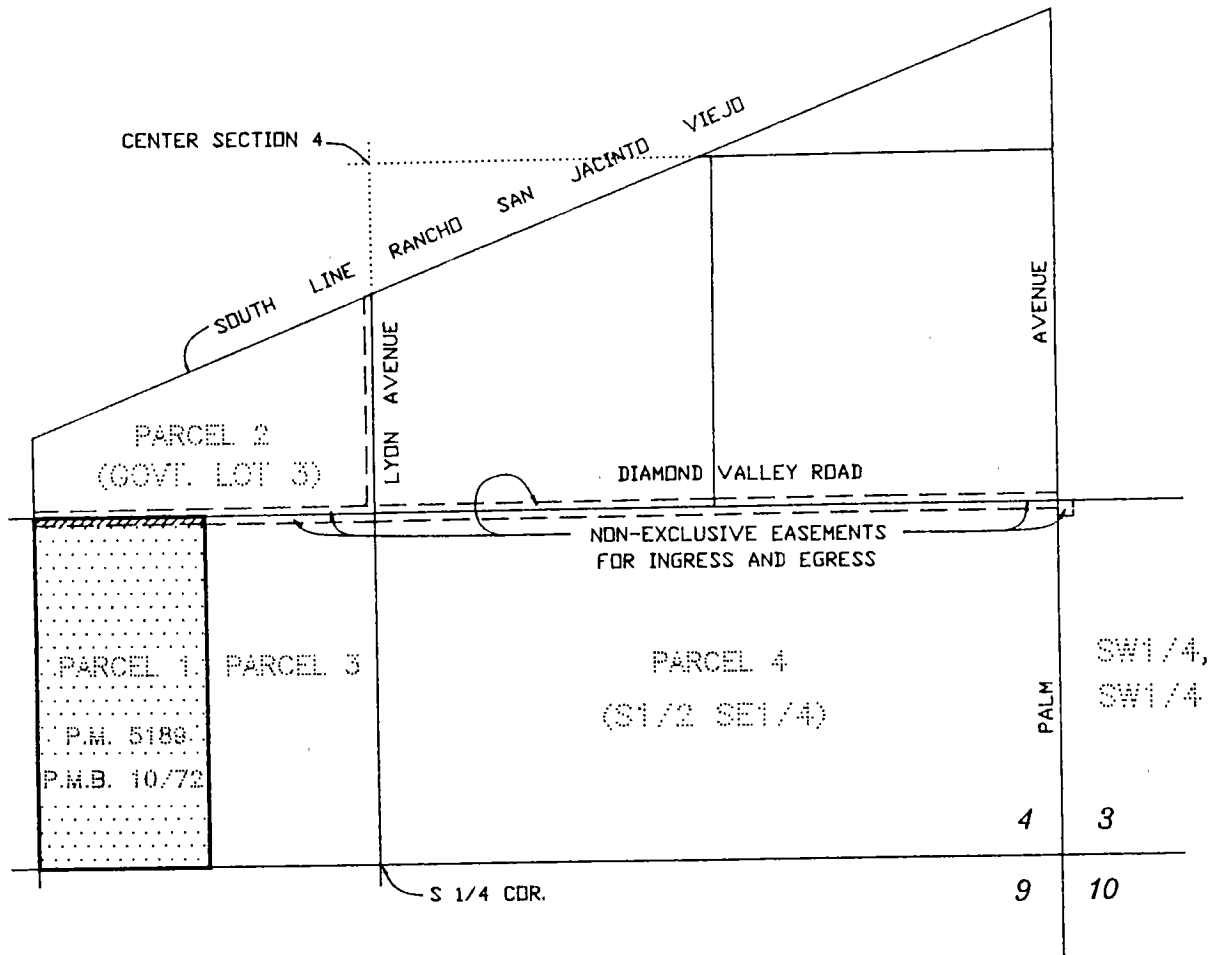 CENTER SECTION 4
SOUTH LINE RANCHO SAN JACINTO VIEJO
LYON AVENUE
AVENUE
PARCEL 2
(GOVT. LOT 3)
DIAMOND VALLEY ROAD
NON-EXCLUSIVE EASEMENTS
FOR INGRESS AND EGRESS
PARCEL 1
P.M. 5189
P.M.B. 10/72
PARCEL 3
PARCEL 4
(S1/2 SE1/4)
PALM
SW1/4,
SW1/4
4 3
9 10
S 1/4 COR.